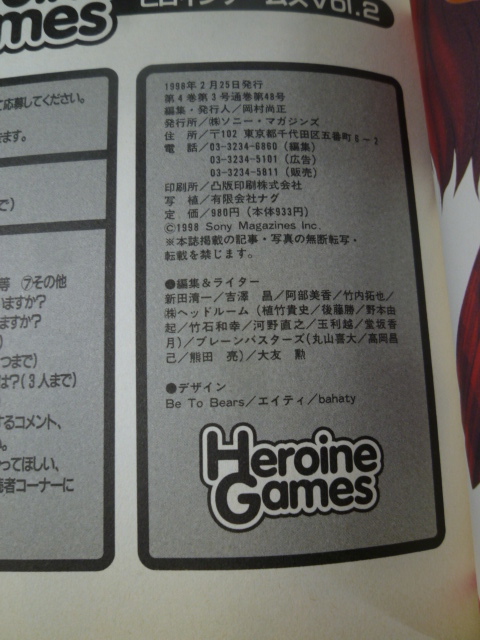 mes
ヒロインゲームスvol.2
て応募してください。
きます。
で）
等　⑦その他
いますか？
ますか？
）
つまで）
は？（3人まで）
するコメント、
ん。
ってほしい、
者コーナーに
1998年2月25日発行
第4巻第3号通巻第48号
編集・発行人／岡村尚正
発行所／㈱ソニー・マガジンズ
住　所／〒102　東京都千代田区五番町6－2
電　話／03-3234-6860（編集）
03-3234-5101（広告）
03-3234-5811（販売）
印刷所／凸版印刷株式会社
写　植／有限会社ナグ
定　価／980円（本体933円）
©1998 Sony Magazines Inc.
※本誌掲載の記事・写真の無断転写・
転載を禁じます。
●編集＆ライター
新田清一／吉澤　昌／阿部美香／竹内拓也／
㈱ヘッドルーム（植竹貴史／後藤勝／野本由
起／竹石和幸／河野直之／玉利越／堂坂香
月）／ブレーンバスターズ（丸山喜大／高岡昌
己／熊田　亮）／大友　勲
●デザイン
Be To Bears／エイティ／bahaty
Heroine
Games